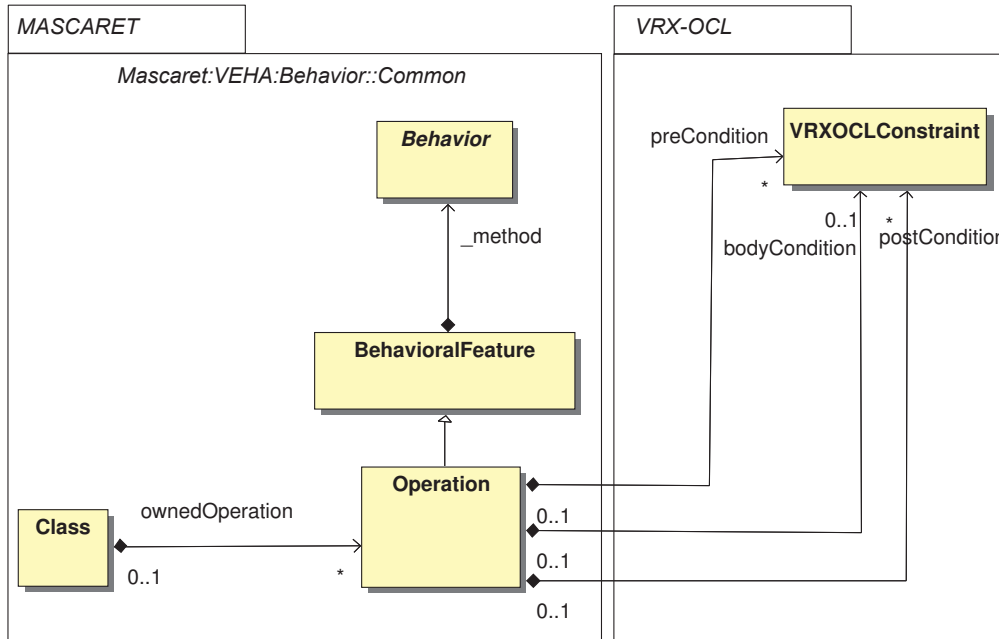 MASCARET
VRX-OCL
Mascaret:VEHA:Behavior::Common
Behavior
preCondition
VRXOCLConstraint
*
0..1
*
_method
bodyCondition
postCondition
BehavioralFeature
Operation
Class
ownedOperation
0..1
0..1
0..1
*
0..1